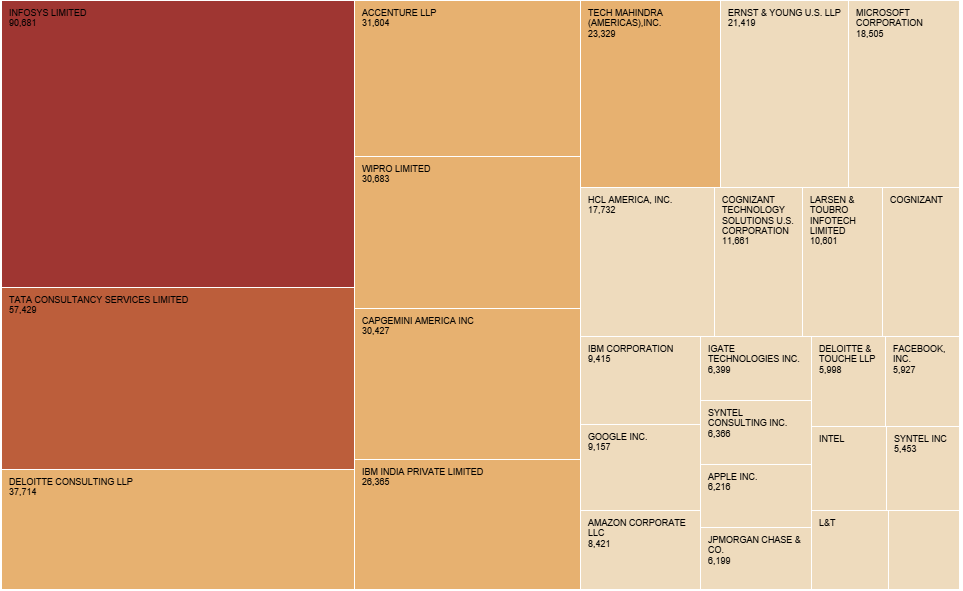 INFOSYS LIMITED
90,681
TATA CONSULTANCY SERVICES LIMITED
57,429
DELOITTE CONSULTING LLP
37,714
ACCENTURE LLP
31,604
WIPRO LIMITED
30,683
CAPGEMINI AMERICA INC
30,427
IBM INDIA PRIVATE LIMITED
26,365
TECH MAHINDRA
(AMERICAS),INC.
23,329
ERNST & YOUNG U.S. LLP
21,419
MICROSOFT
CORPORATION
18,505
HCL AMERICA, INC.
17,732
COGNIZANT
TECHNOLOGY
SOLUTIONS U.S.
CORPORATION
11,661
LARSEN &
TOUBRO
INFOTECH
LIMITED
10,601
COGNIZANT
IBM CORPORATION
9,415
GOOGLE INC.
9,157
AMAZON CORPORATE
LLC
8,421
IGATE
TECHNOLOGIES INC.
6,399
SYNTEL
CONSULTING INC.
6,366
APPLE INC.
6,216
JPMORGAN CHASE &
CO.
6,199
DELOITTE &
TOUCHE LLP
5,998
FACEBOOK,
INC.
5,927
INTEL
SYNTEL INC
5,453
L&T